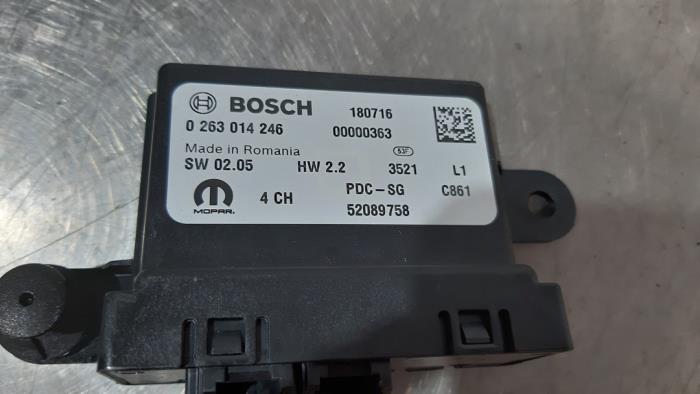 BOSCH 180716
0 263 014 246 00000363
Made in Romania 53F
SW 02.05 HW 2.2 3521 L1
4 CH PDC-SG C861
MOPAR. 52089758